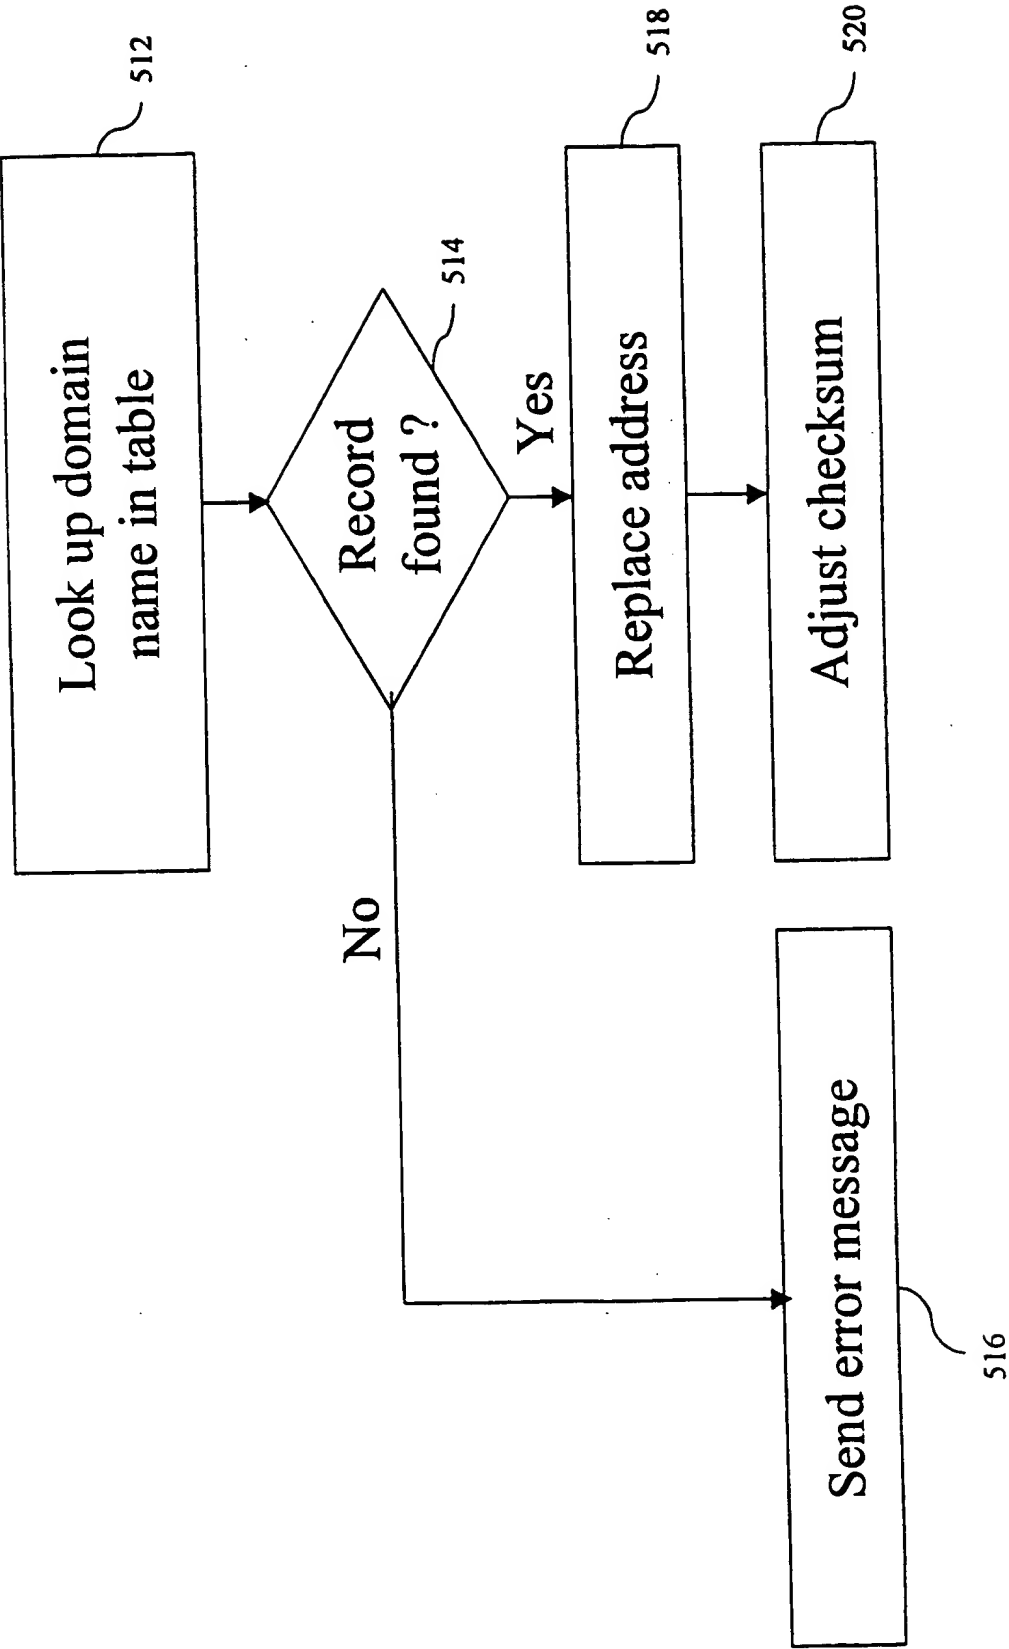 Look up domain
name in table
512
Record
found ?
514
No
Yes
Replace address
518
Adjust checksum
520
Send error message
516